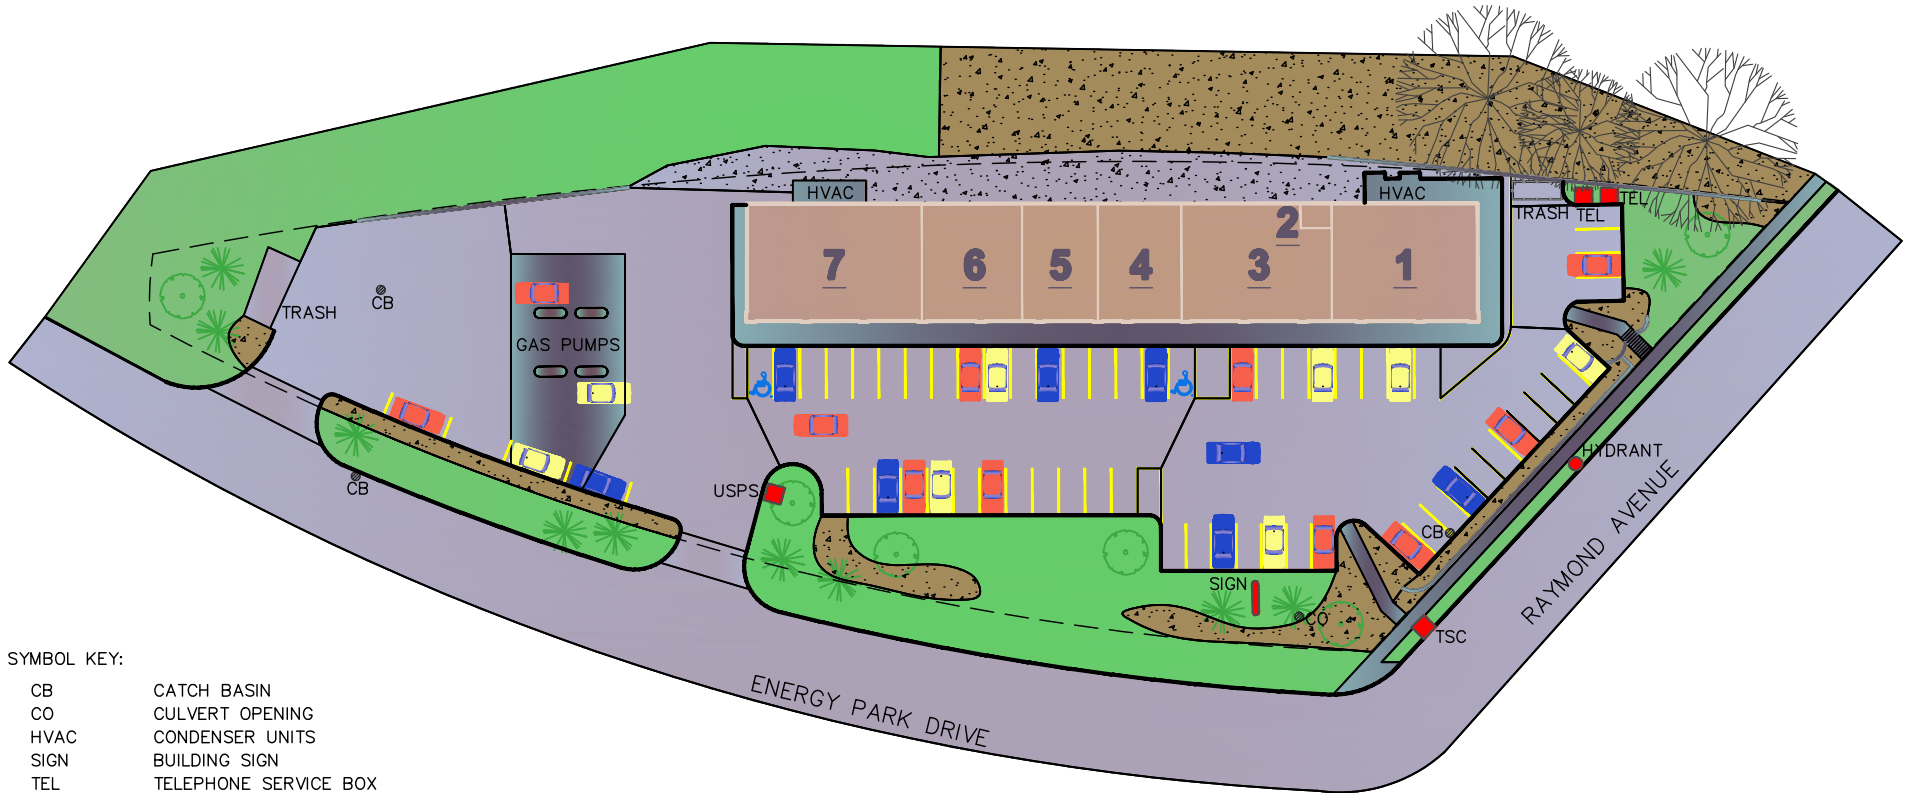 HVAC
HVAC
TRASH
TEL
TEL
2
7
6
5
4
3
1
CB
TRASH
GAS PUMPS
CB
USPS
HYDRANT
CB
SIGN
CO
TSC
RAYMOND AVENUE
ENERGY PARK DRIVE
SYMBOL KEY:
CB CATCH BASIN
CO CULVERT OPENING
HVAC CONDENSER UNITS
SIGN BUILDING SIGN
TEL TELEPHONE SERVICE BOX